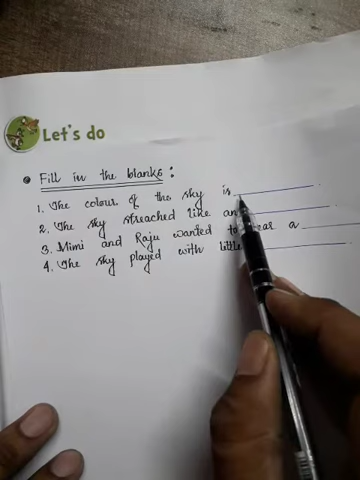 Let's do
Fill in the blanks :
1. The colour of the sky is
2. The sky streached like an
3. Mimi and Raju wanted to a
4. The sky played with little